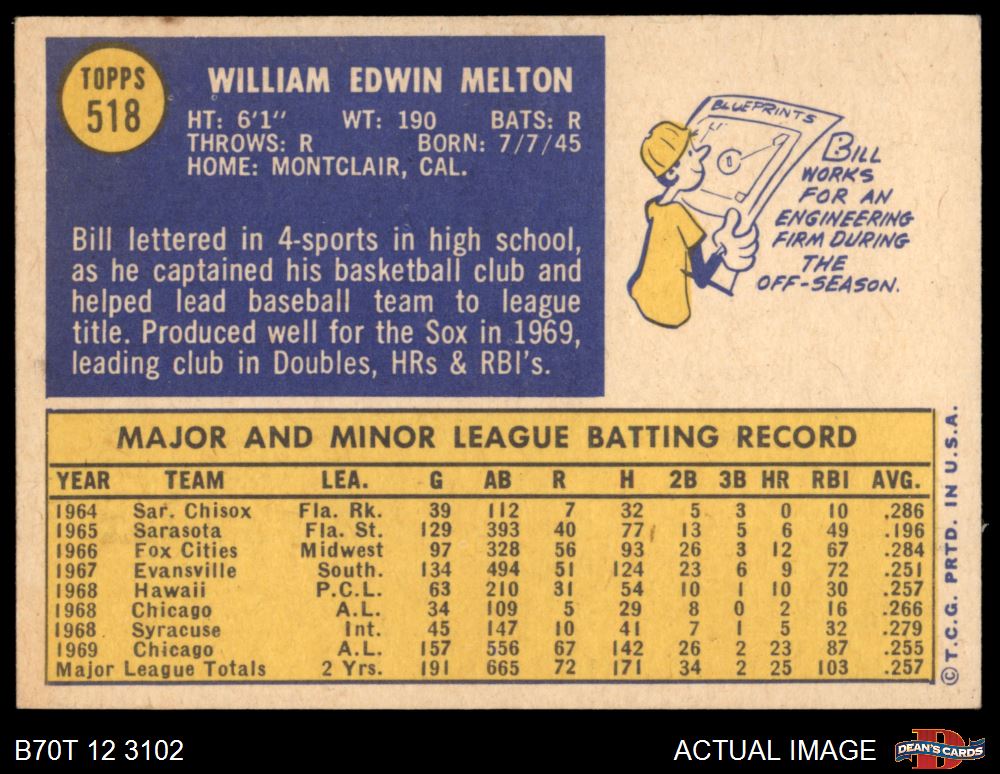 TOPPS
518
WILLIAM EDWIN MELTON
HT: 6'1" WT: 190 BATS: R
THROWS: R BORN: 7/7/45
HOME: MONTCLAIR, CAL.
Bill lettered in 4-sports in high school,
as he captained his basketball club and
helped lead baseball team to league
title. Produced well for the Sox in 1969,
leading club in Doubles, HRs & RBI's.
BLUEPRINTS
BILL
WORKS
FOR AN
ENGINEERING
FIRM DURING
THE
OFF-SEASON.
MAJOR AND MINOR LEAGUE BATTING RECORD
YEAR TEAM LEA. G AB R H 2B 3B HR RBI AVG.
1964 Sar. Chisox Fla. Rk. 39 112 7 32 5 3 0 10 .286
1965 Sarasota Fla. St. 129 393 40 77 13 5 6 49 .196
1966 Fox Cities Midwest 97 328 56 93 26 3 12 67 .284
1967 Evansville South. 134 494 51 124 23 6 9 72 .251
1968 Hawaii P.C.L. 63 210 31 54 10 1 10 30 .257
1968 Chicago A.L. 34 109 5 29 8 0 2 16 .266
1968 Syracuse Int. 45 147 10 41 7 1 5 32 .279
1969 Chicago A.L. 157 556 67 142 26 2 23 87 .255
Major League Totals 2 Yrs. 191 665 72 171 34 2 25 103 .257
©T.C.G. PRTD. IN U.S.A.
B70T 12 3102
ACTUAL IMAGE
DEAN'S CARDS